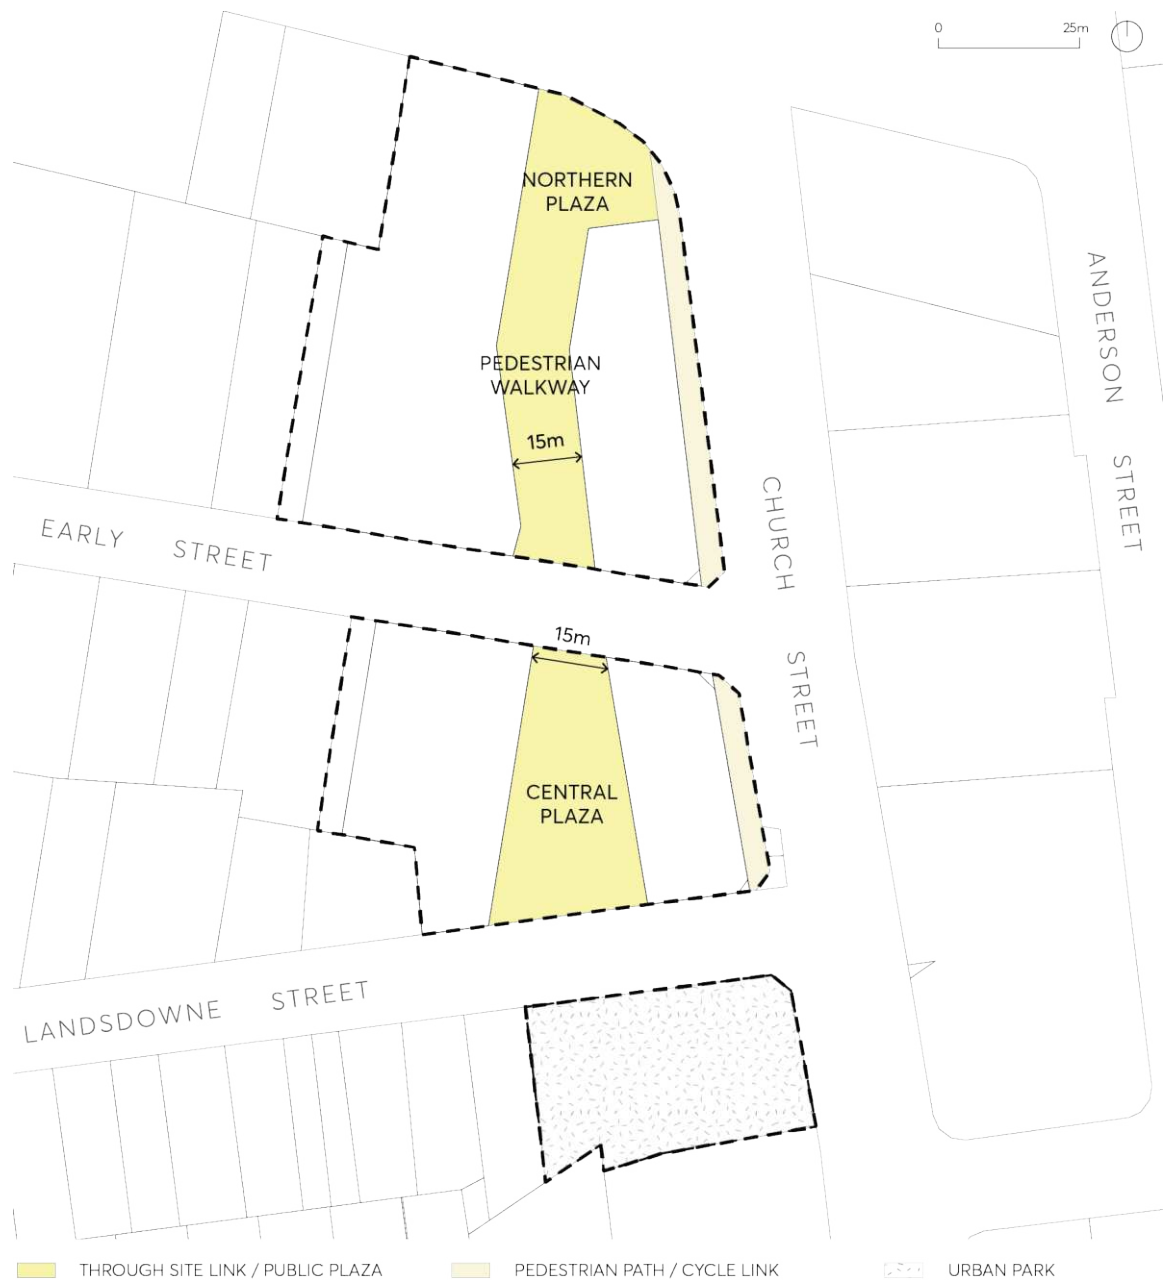 0 25m
NORTHERN
PLAZA
ANDERSON STREET
PEDESTRIAN
WALKWAY
15m
CHURCH STREET
EARLY STREET
15m
CENTRAL
PLAZA
LANDSDOWNE STREET
THROUGH SITE LINK / PUBLIC PLAZA
PEDESTRIAN PATH / CYCLE LINK
URBAN PARK